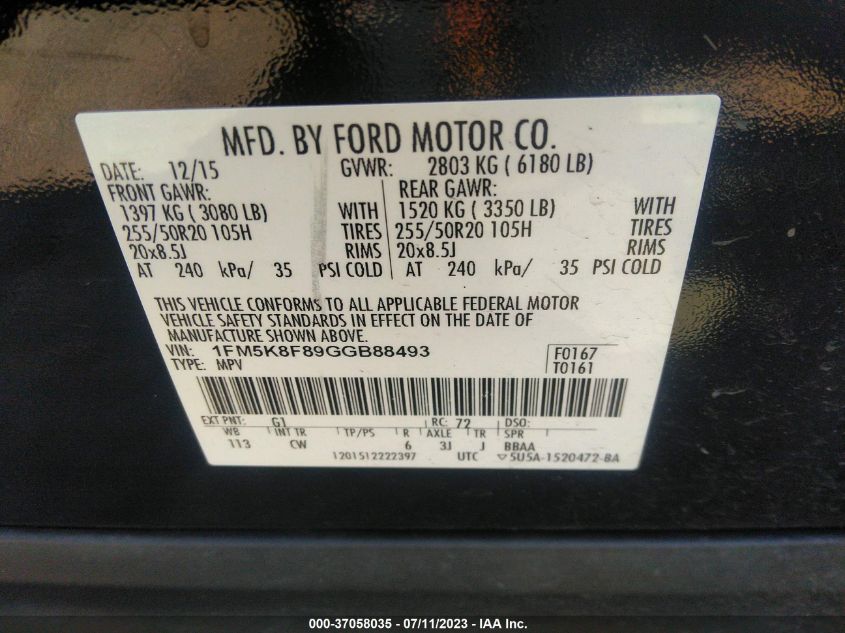 MFD. BY FORD MOTOR CO.
DATE: 12/15 GVWR: 2803 KG ( 6180 LB)
FRONT GAWR: REAR GAWR:
1397 KG ( 3080 LB) WITH 1520 KG ( 3350 LB) WITH
255/50R20 105H TIRES 255/50R20 105H TIRES
20x8.5J RIMS 20x8.5J RIMS
AT 240 kPa/ 35 PSI COLD AT 240 kPa/ 35 PSI COLD
THIS VEHICLE CONFORMS TO ALL APPLICABLE FEDERAL MOTOR
VEHICLE SAFETY STANDARDS IN EFFECT ON THE DATE OF
MANUFACTURE SHOWN ABOVE.
VIN: 1FM5K8F89GGB88493 F0167
TYPE: MPV T0161
EXT PNT: G1 RC: 72 DSO:
WB INT TR TP/PS R AXLE TR SPR
113 CW 6 3J J BBAA
1201512222397 UTC ▽5U5A-1520472-BA
000-37058035 - 07/11/2023 - IAA Inc.